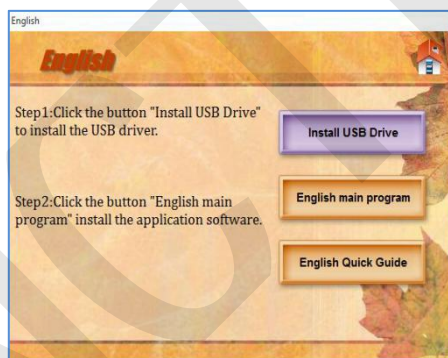 English
English
Step1:Click the button "Install USB Drive"
to install the USB driver.
Install USB Drive
Step2:Click the button "English main
program" install the application software.
English main program
English Quick Guide